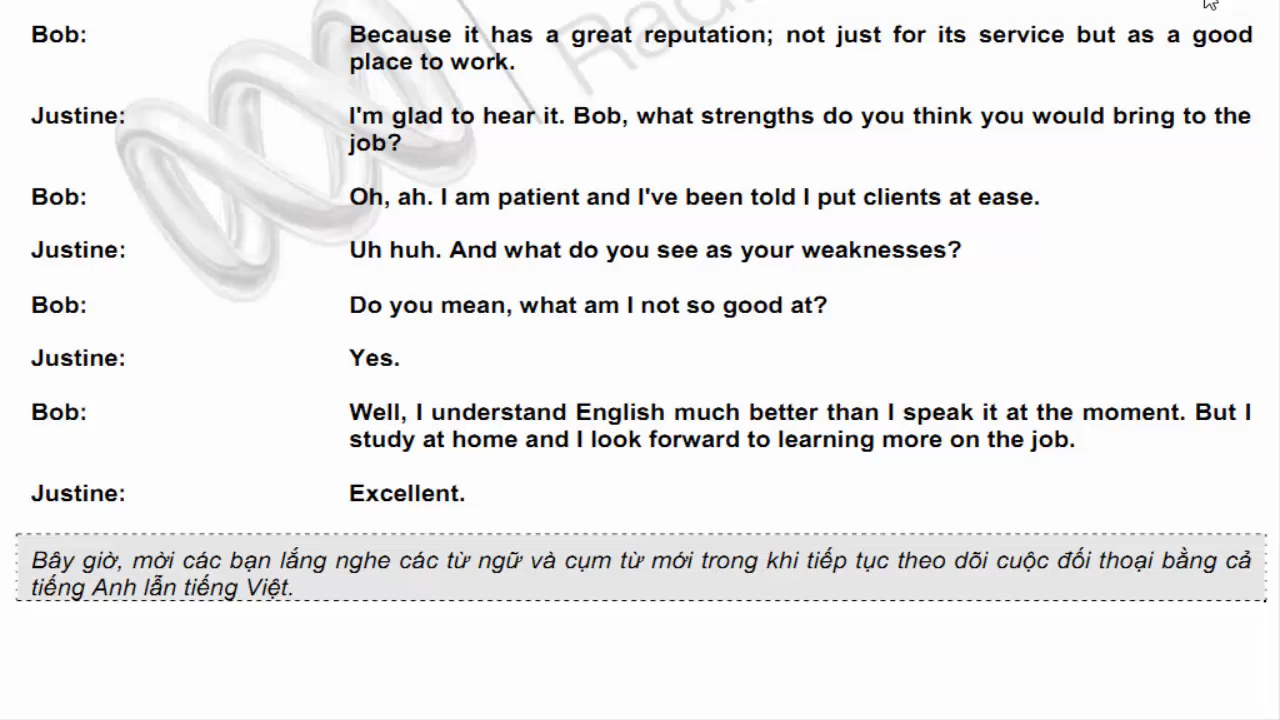 Bob: Because it has a great reputation; not just for its service but as a good
place to work.
Justine: I'm glad to hear it. Bob, what strengths do you think you would bring to the
job?
Bob: Oh, ah. I am patient and I've been told I put clients at ease.
Justine: Uh huh. And what do you see as your weaknesses?
Bob: Do you mean, what am I not so good at?
Justine: Yes.
Bob: Well, I understand English much better than I speak it at the moment. But I
study at home and I look forward to learning more on the job.
Justine: Excellent.
Bây giờ, mời các bạn lắng nghe các từ ngữ và cụm từ mới trong khi tiếp tục theo dõi cuộc đối thoại bằng cả
tiếng Anh lẫn tiếng Việt.